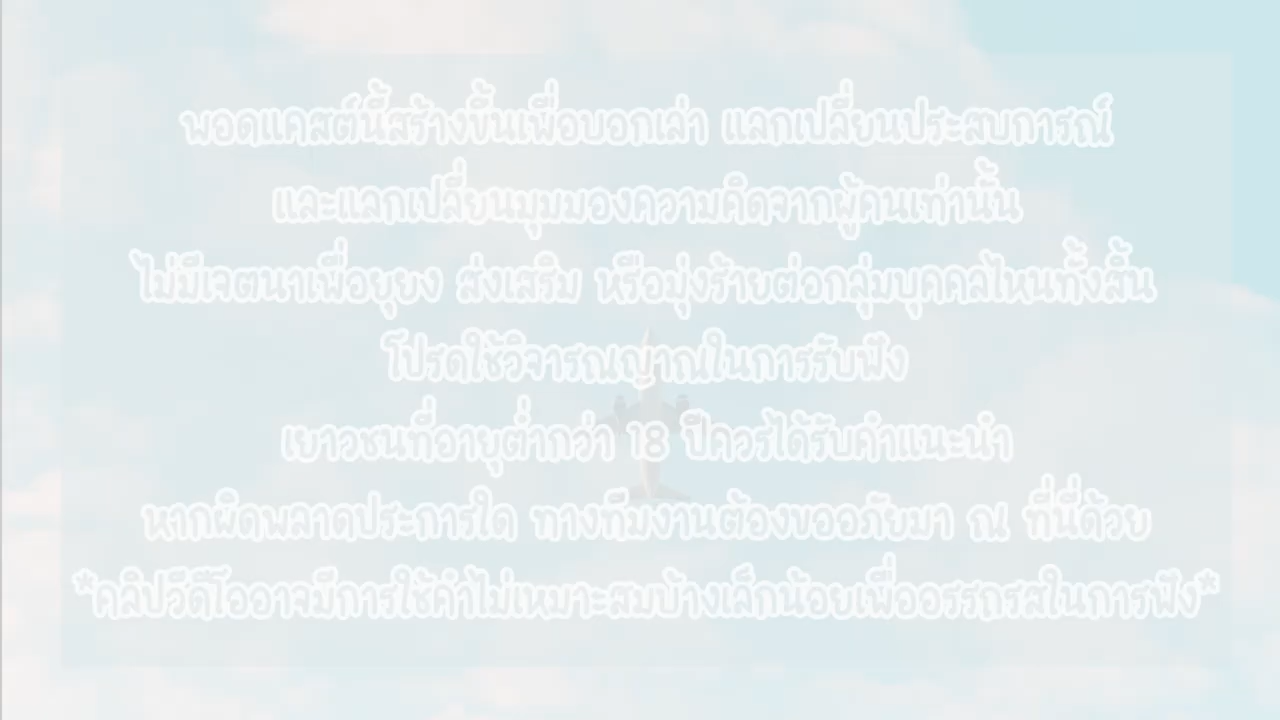 พอดแคสต์นี้สร้างขึ้นเพื่อบอกเล่า แลกเปลี่ยนประสบการณ์
และแลกเปลี่ยนมุมมองความคิดจากผู้คนเท่านั้น
ไม่มีเจตนาเพื่อยุยง ส่งเสริม หรือมุ่งร้ายต่อกลุ่มบุคคลไหนทั้งสิ้น
โปรดใช้วิจารณญาณในการรับฟัง
เยาวชนที่อายุต่ำกว่า 18 ปีควรได้รับคำแนะนำ
หากผิดพลาดประการใด ทางทีมงานต้องขออภัยมา ณ ที่นี่ด้วย
*คลิปวีดีโออาจมีการใช้คำไม่เหมาะสมบ้างเล็กน้อยเพื่ออรรถรสในการฟัง*